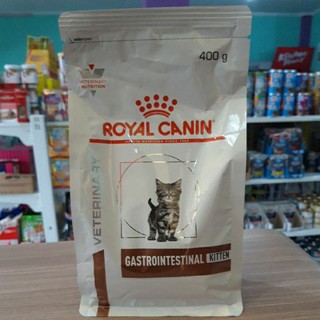 400 g
ROYAL CANIN
VETERINARY
GASTROINTESTINAL KITTEN